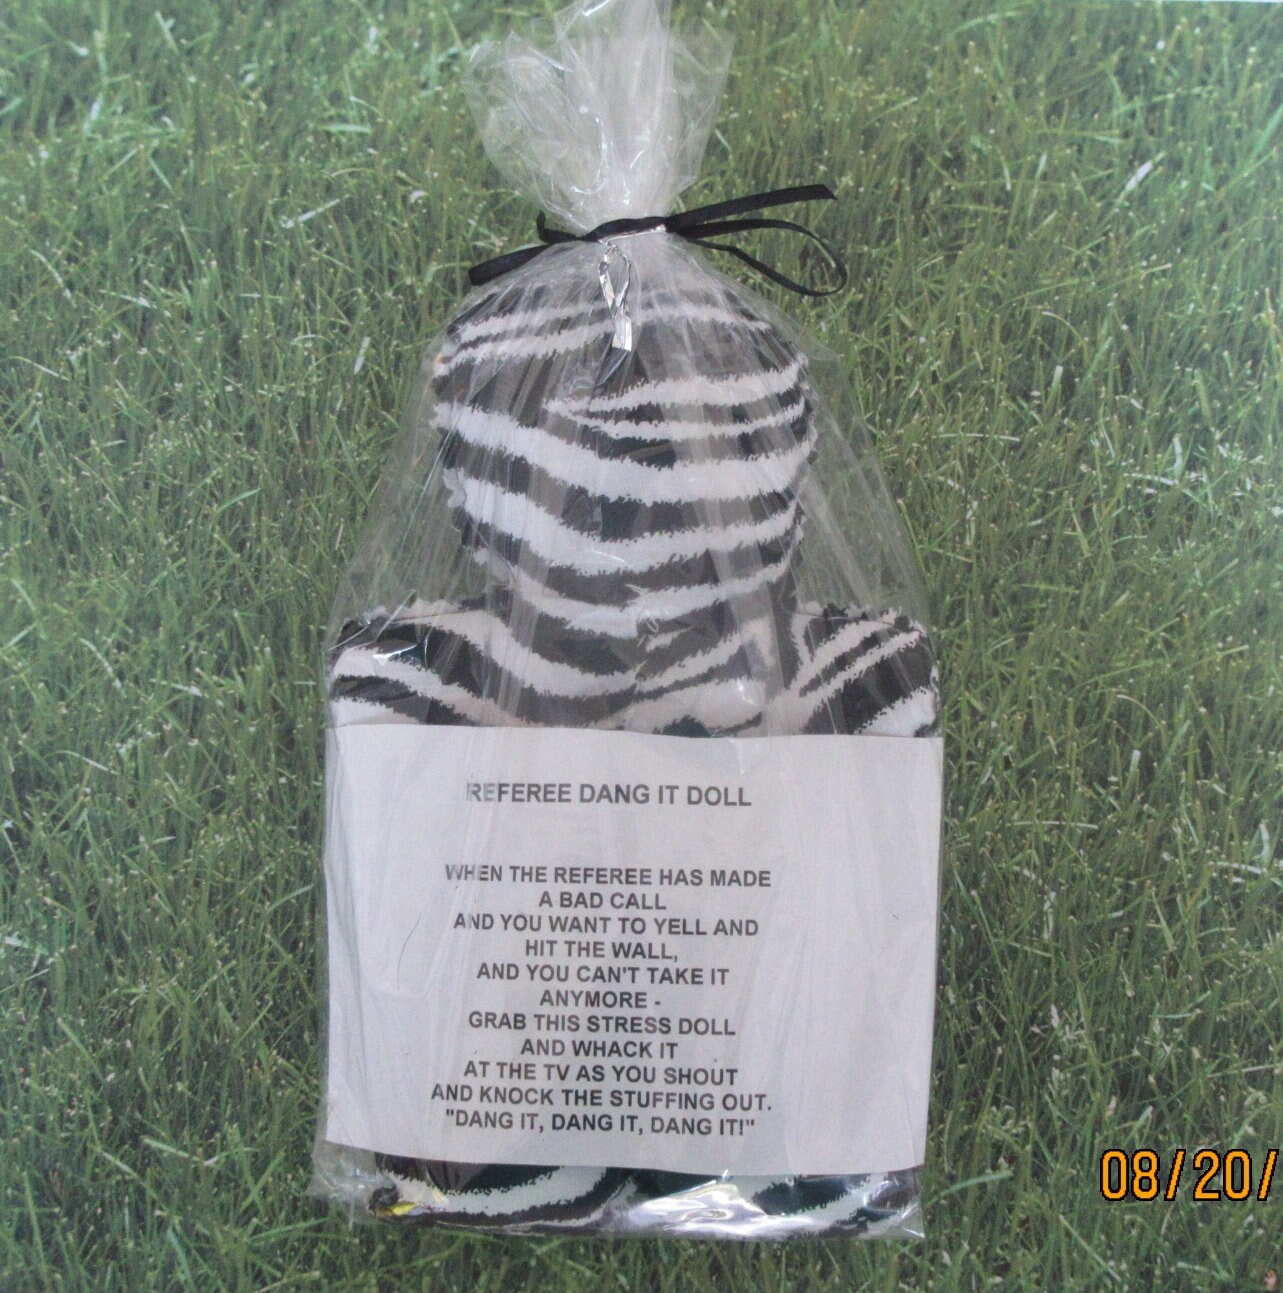 REFEREE DANG IT DOLL
WHEN THE REFEREE HAS MADE
A BAD CALL
AND YOU WANT TO YELL AND
HIT THE WALL,
AND YOU CAN'T TAKE IT
ANYMORE -
GRAB THIS STRESS DOLL
AND WHACK IT
AT THE TV AS YOU SHOUT
AND KNOCK THE STUFFING OUT.
"DANG IT, DANG IT, DANG IT!"
08/20/